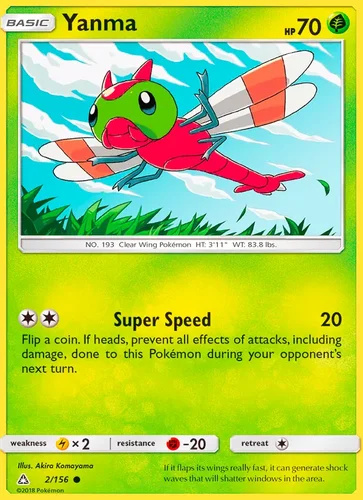 BASIC
Yanma
HP70
NO. 193 Clear Wing Pokémon HT: 3'11" WT: 83.8 lbs.
Super Speed 20
Flip a coin. If heads, prevent all effects of attacks, including
damage, done to this Pokémon during your opponent's
next turn.
weakness ×2 resistance -20 retreat
Illus. Akira Komayama
2/156
©2018 Pokémon
If it flaps its wings really fast, it can generate shock
waves that will shatter windows in the area.